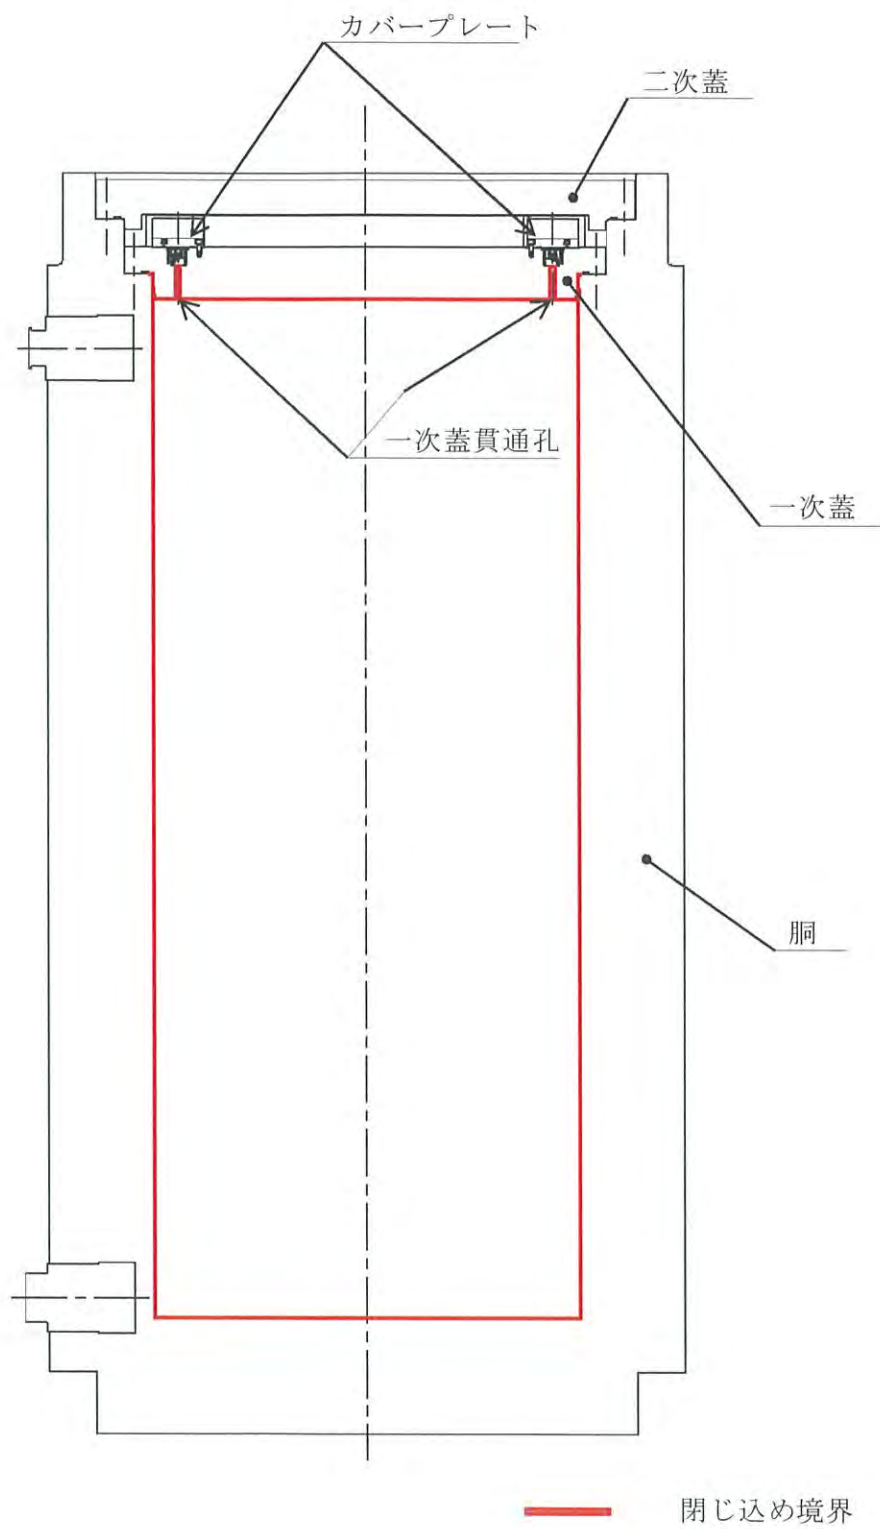 カバープレート
二次蓋
一次蓋貫通孔
一次蓋
胴
閉じ込め境界